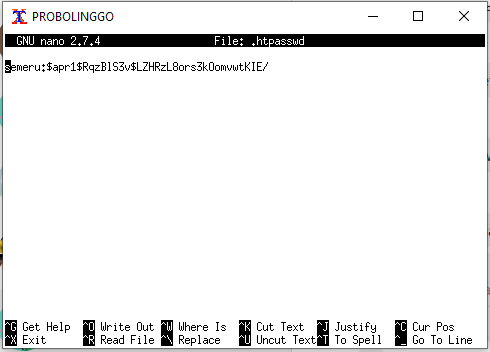 PROBOLINGGO
GNU nano 2.7.4 File: .htpasswd
semeru:$apr1$RqzBlS3v$LZHRzL8ors3kOomvwtKIE/
^G Get Help ^O Write Out ^W Where Is ^K Cut Text ^J Justify ^C Cur Pos
^X Exit ^R Read File ^\ Replace ^U Uncut Text ^T To Spell ^_ Go To Line